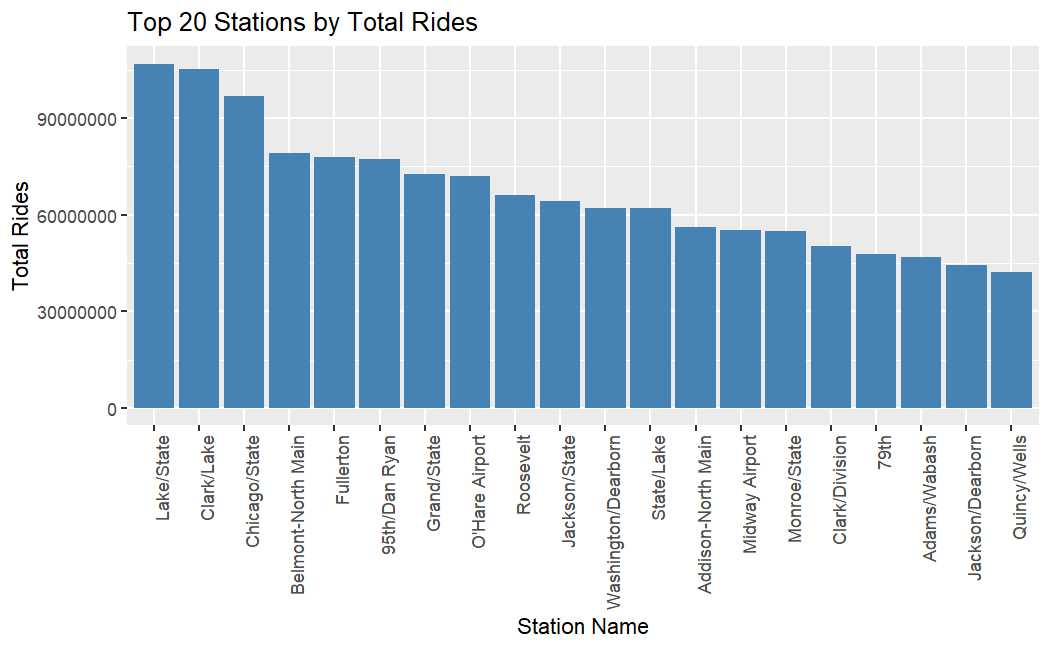 Top 20 Stations by Total Rides
Total Rides
90000000
60000000
30000000
0
Lake/State
Clark/Lake
Chicago/State
Belmont-North Main
Fullerton
95th/Dan Ryan
Grand/State
O'Hare Airport
Roosevelt
Jackson/State
Washington/Dearborn
State/Lake
Addison-North Main
Midway Airport
Monroe/State
Clark/Division
79th
Adams/Wabash
Jackson/Dearborn
Quincy/Wells
Station Name